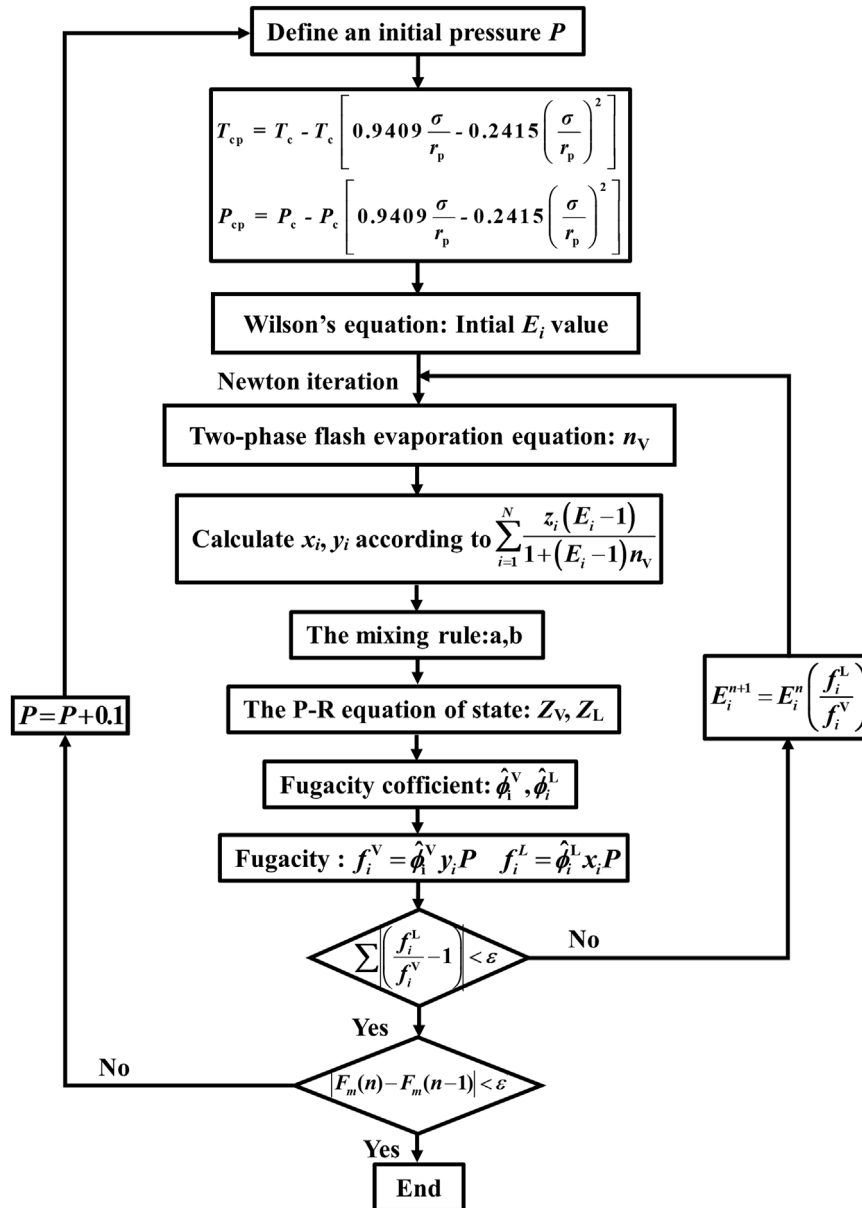 Define an initial pressure P
T_cp = T_c - T_c [ 0.9409 σ/r_p - 0.2415 (σ/r_p)^2 ]
P_cp = P_c - P_c [ 0.9409 σ/r_p - 0.2415 (σ/r_p)^2 ]
Wilson’s equation: Intial E_i value
Newton iteration
Two-phase flash evaporation equation: n_V
Calculate x_i, y_i according to ∑_{i=1}^{N} z_i(E_i−1)/(1+(E_i−1)n_V)
The mixing rule:a,b
E_i^{n+1} = E_i^n (f_i^L/f_i^V)
P=P+0.1
The P-R equation of state: Z_V, Z_L
Fugacity cofficient: φ̂_i^V, φ̂_i^L
Fugacity : f_i^V = φ̂_i^V y_i P f_i^L = φ̂_i^L x_i P
∑|(f_i^L/f_i^V −1)| < ε
No
Yes
No
|F_m(n)−F_m(n−1)| < ε
Yes
End